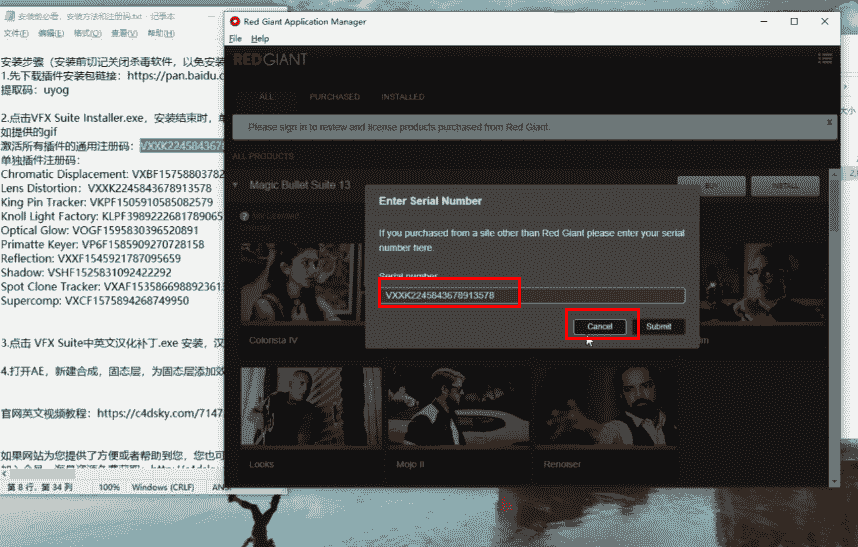 安装前必看，安装方法和注册码.txt - 记事本
文件(F) 编辑(E) 格式(O) 查看(V) 帮助(H)
安装步骤（安装前切记关闭杀毒软件，以免安装
1.先下载插件安装包链接：https://pan.baidu.c
提取码：uyog
2.点击VFX Suite Installer.exe，安装结束时，单
如提供的gif
激活所有插件的通用注册码：VXXK224584367
单独插件注册码：
Chromatic Displacement: VXBF1575880378
Lens Distortion：VXXK2245843678913578
King Pin Tracker: VKPF1505910585082579
Knoll Light Factory: KLPF3989222681789065
Optical Glow: VOGF1595830396520891
Primatte Keyer: VP6F1585909270728158
Reflection: VXXF1545921787095659
Shadow: VSHF1525831092422292
Spot Clone Tracker: VXAF153586698892361
Supercomp: VXCF1575894268749950
3.点击 VFX Suite中英文汉化补丁.exe 安装，汉
4.打开AE，新建合成，固态层，为固态层添加效
官网英文视频教程：https://c4dsky.com/7147
如果网站为您提供了方便或者帮助到您，您也可
第 8 行，第 34 列 100% Windows (CRLF) ANSI
Red Giant Application Manager
File Help
REDGIANT
ALL PURCHASED INSTALLED
Please sign in to review and license products purchased from Red Giant. x
ALL PRODUCTS
Magic Bullet Suite 13 BUY INSTALL
Enter Serial Number
If you purchased from a site other than Red Giant please enter your serial
number here.
Serial number
VXXK2245843678913578
Cancel Submit
Colorista IV
Looks Mojo II Renoiser
大小